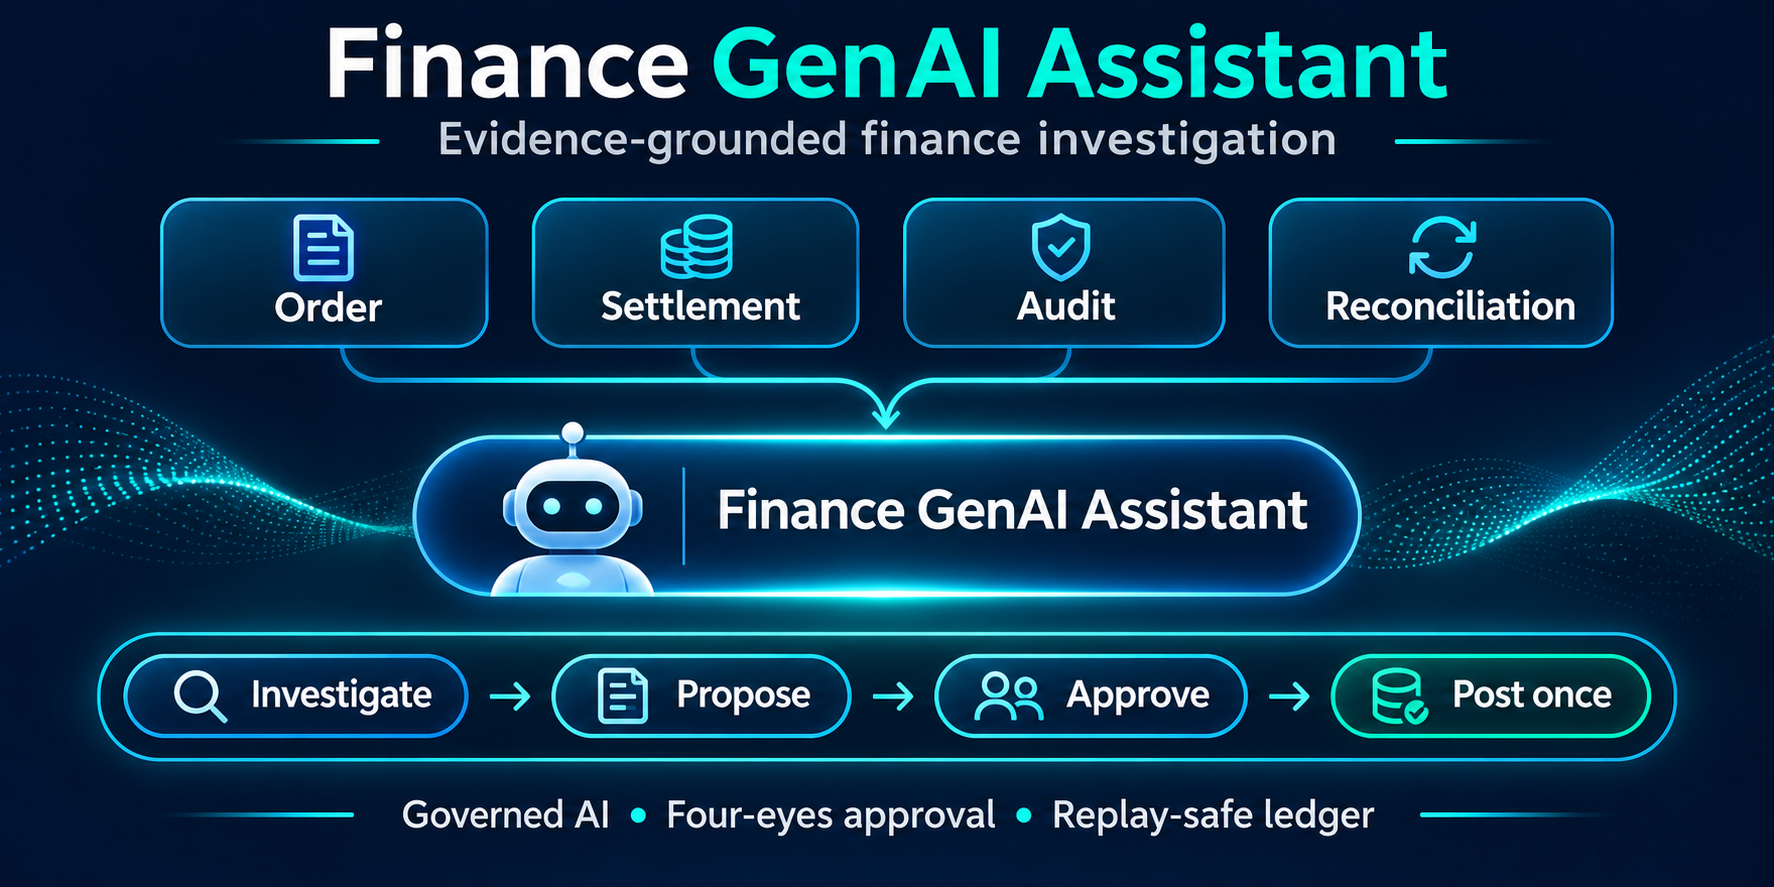 Finance GenAI Assistant
Evidence-grounded finance investigation
Order
Settlement
Audit
Reconciliation
Finance GenAI Assistant
Investigate
Propose
Approve
Post once
Governed AI • Four-eyes approval • Replay-safe ledger